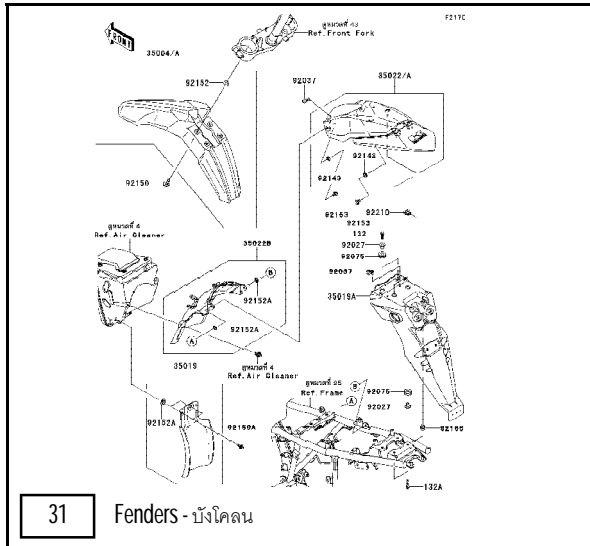 F2170
FRONT
35004/A
ดูหมวดที่ 43
Ref.Front Fork
92152
92037
35022/A
92143
92143
92150
92153
92153
92210
132
92027
92075
92037
35019A
ดูหมวดที่ 4
Ref.Air Cleaner
35022B
B
92152A
92152A
A
35019
ดูหมวดที่ 4
Ref.Air Cleaner
ดูหมวดที่ 25
Ref.Frame
B
A
92075
92027
92152A
92150A
132A
31
Fenders - บังโคลน